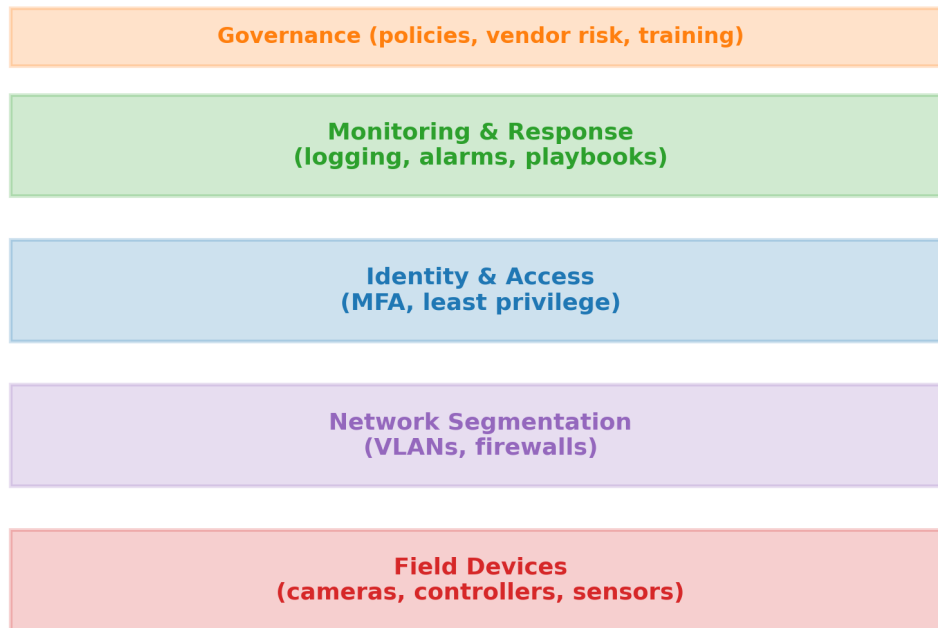 Governance (policies, vendor risk, training)
Monitoring & Response
(logging, alarms, playbooks)
Identity & Access
(MFA, least privilege)
Network Segmentation
(VLANs, firewalls)
Field Devices
(cameras, controllers, sensors)